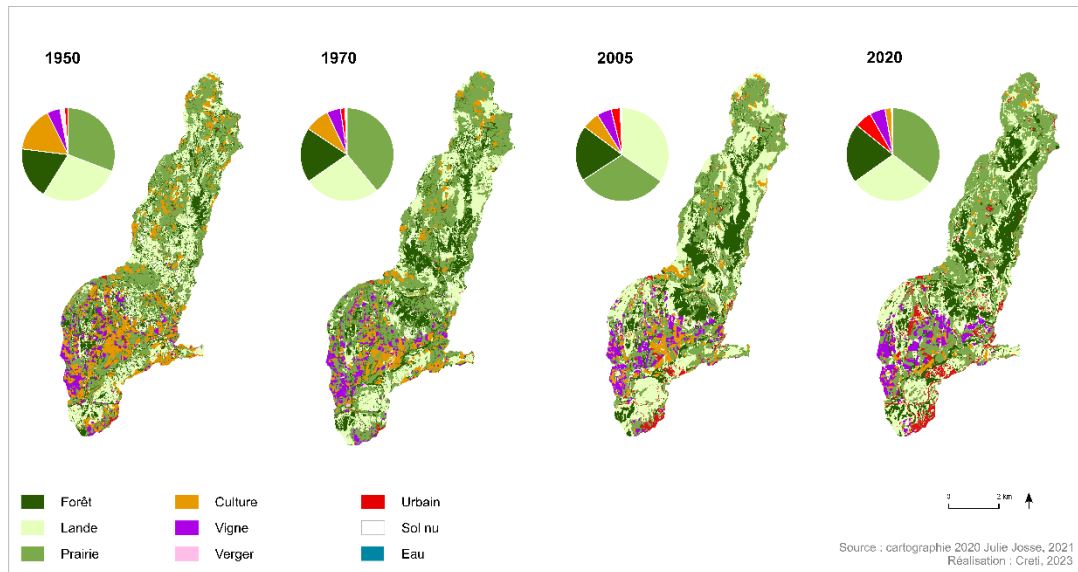 1950
1970
2005
2020
Forêt
Culture
Urbain
Lande
Vigne
Sol nu
Prairie
Verger
Eau
0 2 km
Source : cartographie 2020 Julie Josse, 2021
Réalisation : Creti, 2023